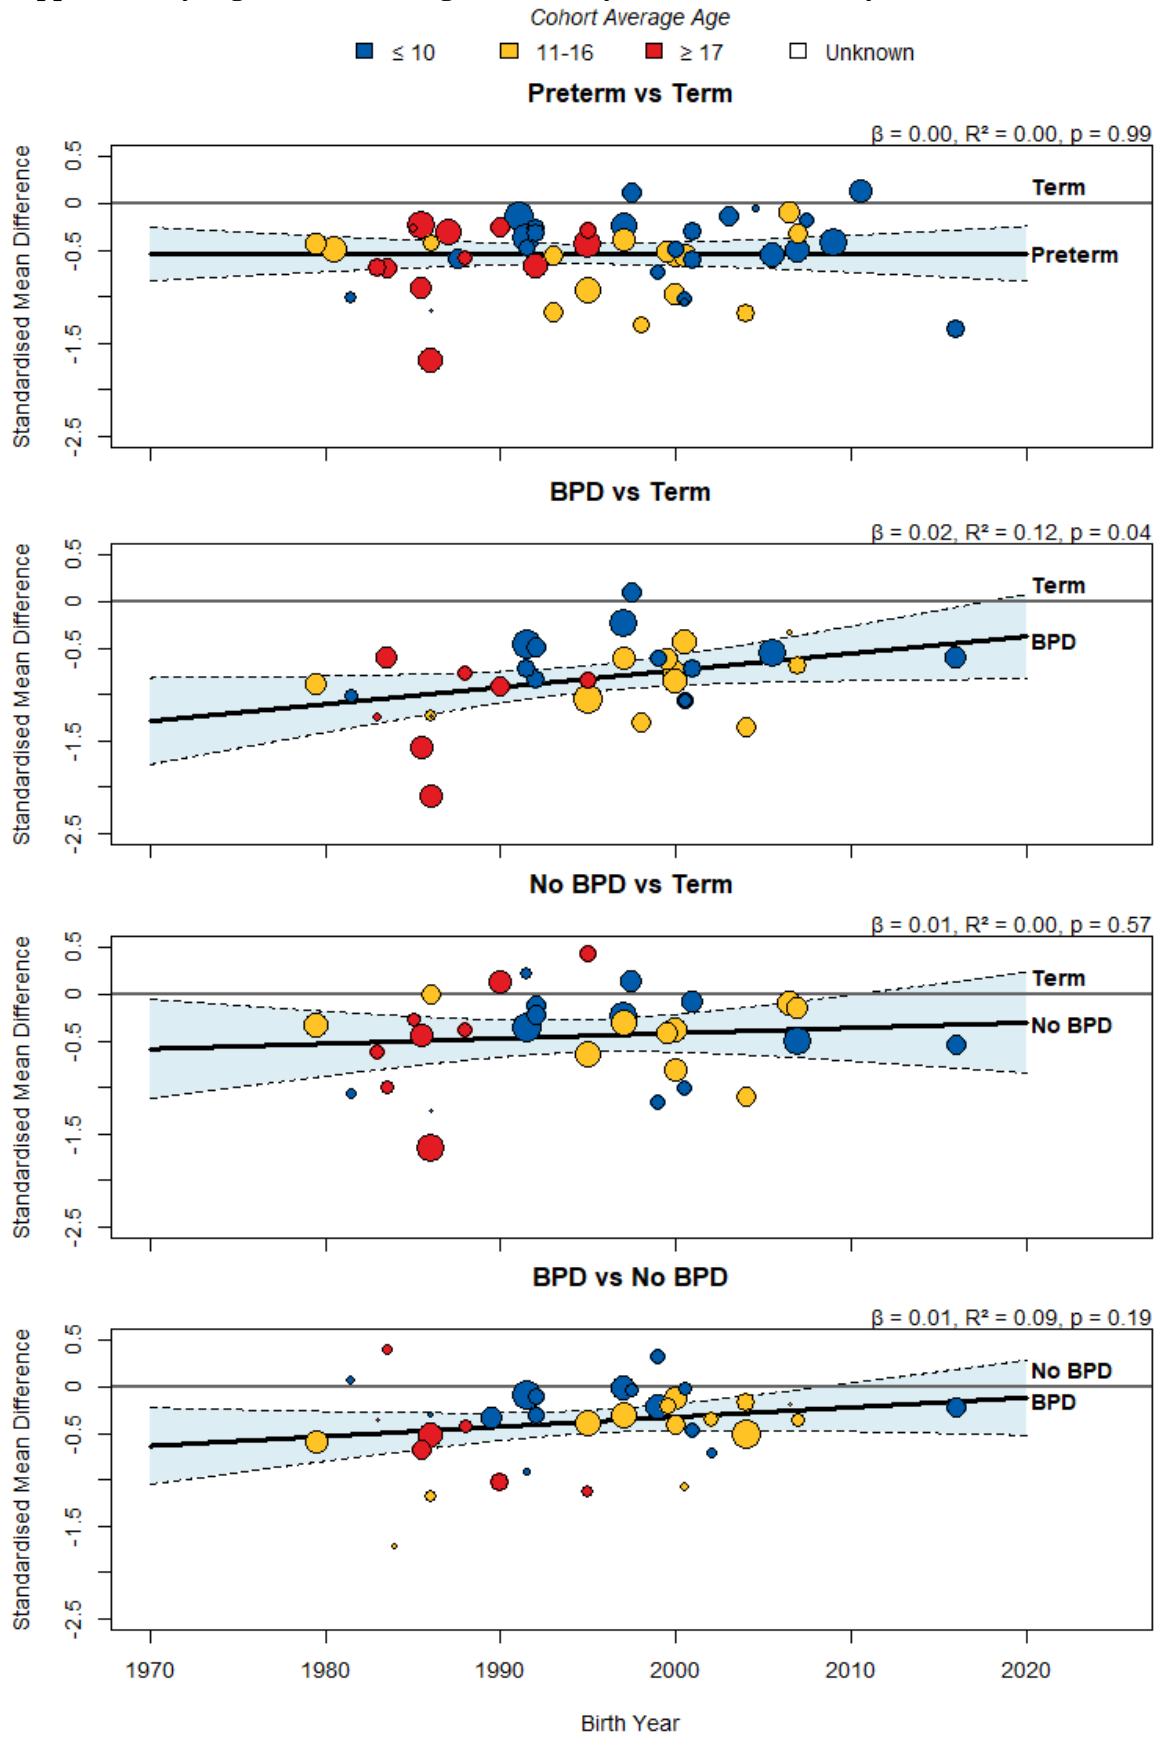 Cohort Average Age
≤ 10 11-16 ≥ 17 Unknown
Preterm vs Term
β = 0.00, R² = 0.00, p = 0.99
Standardised Mean Difference
0.5
0
-0.5
-1.5
-2.5
Term
Preterm
BPD vs Term
β = 0.02, R² = 0.12, p = 0.04
Standardised Mean Difference
0.5
0
-0.5
-1.5
-2.5
Term
BPD
No BPD vs Term
β = 0.01, R² = 0.00, p = 0.57
Standardised Mean Difference
0.5
0
-0.5
-1.5
-2.5
Term
No BPD
BPD vs No BPD
β = 0.01, R² = 0.09, p = 0.19
Standardised Mean Difference
0.5
0
-0.5
-1.5
-2.5
No BPD
BPD
1970 1980 1990 2000 2010 2020
Birth Year